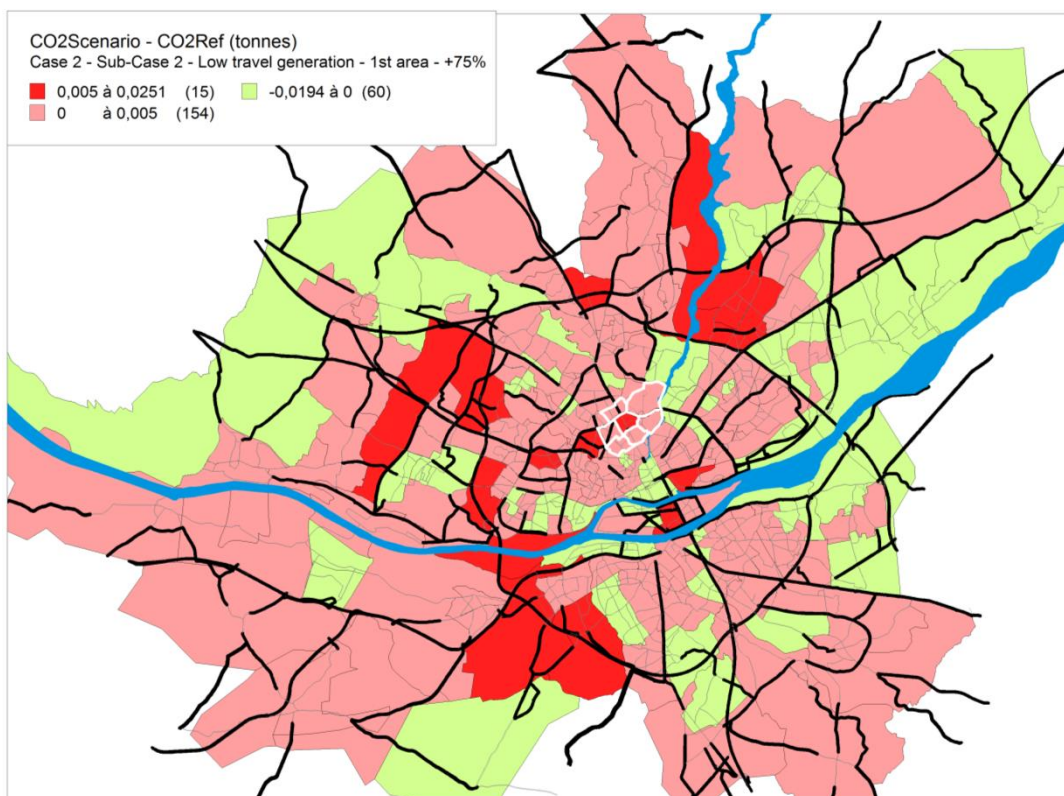 CO2Scenario - CO2Ref (tonnes)
Case 2 - Sub-Case 2 - Low travel generation - 1st area - +75%
0,005 à 0,0251 (15) -0,0194 à 0 (60)
0 à 0,005 (154)